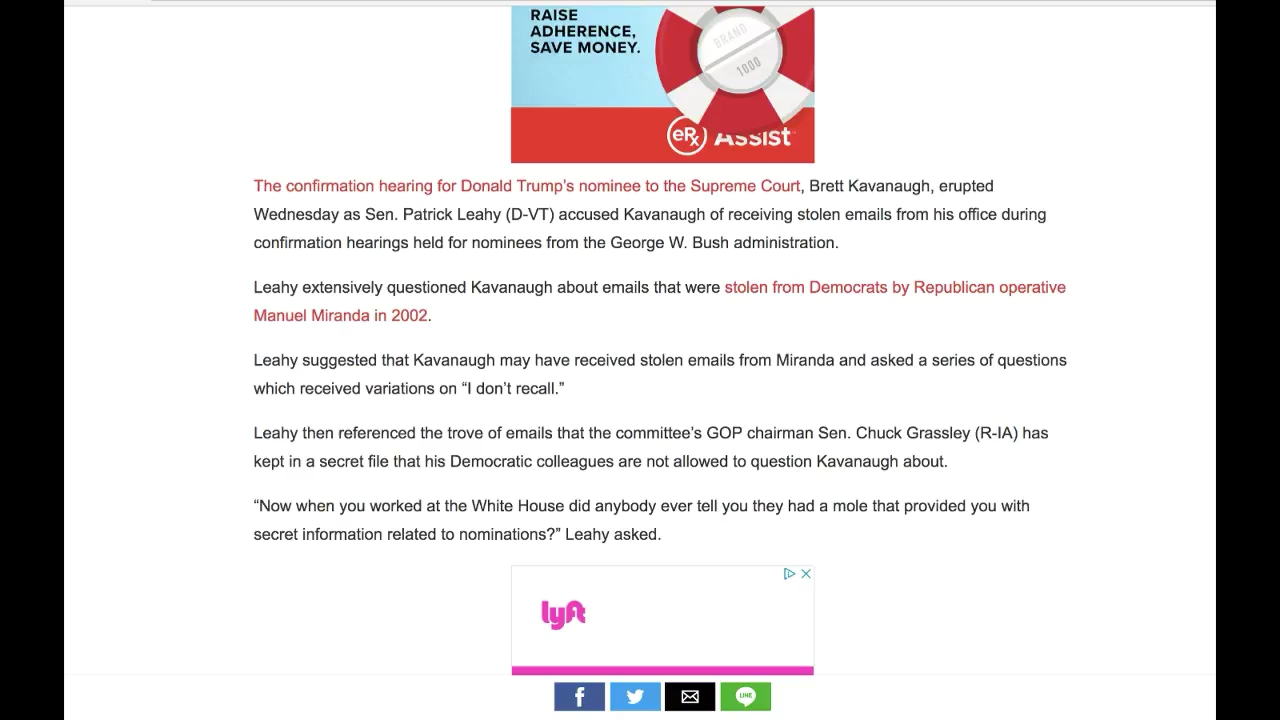 RAISE
ADHERENCE,
SAVE MONEY.
BRAND
1000
eRx ASSIST
The confirmation hearing for Donald Trump’s nominee to the Supreme Court, Brett Kavanaugh, erupted
Wednesday as Sen. Patrick Leahy (D-VT) accused Kavanaugh of receiving stolen emails from his office during
confirmation hearings held for nominees from the George W. Bush administration.
Leahy extensively questioned Kavanaugh about emails that were stolen from Democrats by Republican operative
Manuel Miranda in 2002.
Leahy suggested that Kavanaugh may have received stolen emails from Miranda and asked a series of questions
which received variations on “I don’t recall.”
Leahy then referenced the trove of emails that the committee’s GOP chairman Sen. Chuck Grassley (R-IA) has
kept in a secret file that his Democratic colleagues are not allowed to question Kavanaugh about.
“Now when you worked at the White House did anybody ever tell you they had a mole that provided you with
secret information related to nominations?” Leahy asked.
lyft
f
LINE